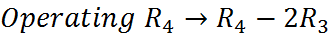 Operating R₄ → R₄ − 2R₃